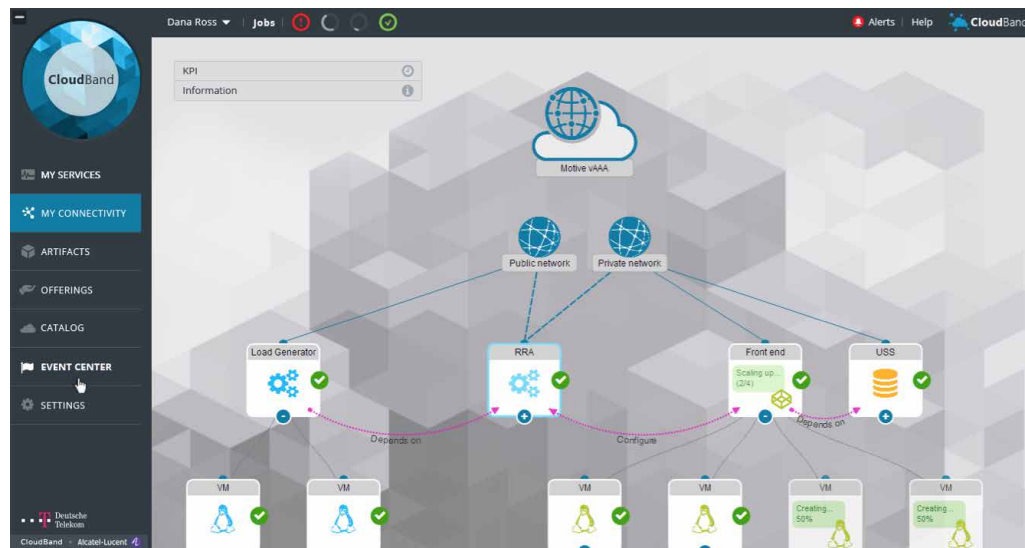 Dana Ross
Jobs
Alerts
Help
CloudBand
CloudBand
KPI
Information
MY SERVICES
MY CONNECTIVITY
ARTIFACTS
OFFERINGS
CATALOG
EVENT CENTER
SETTINGS
Motive vAAA
Public network
Private network
Load Generator
RRA
Front end
USS
Scaling up...
(2/4)
Depends on
Configure
Depends on
VM
VM
VM
VM
VM
VM
Creating...
50%
Creating...
50%
Deutsche
Telekom
CloudBand - Alcatel-Lucent